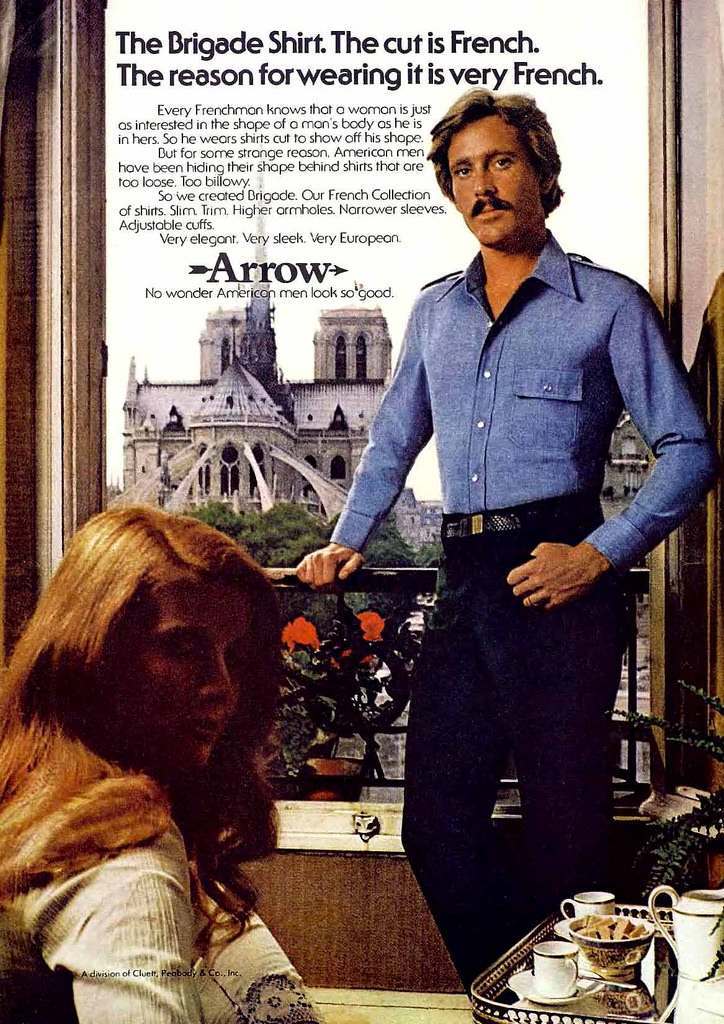 The Brigade Shirt. The cut is French.
The reason for wearing it is very French.
Every Frenchman knows that a woman is just
as interested in the shape of a man's body as he is
in hers. So he wears shirts cut to show off his shape.
But for some strange reason, American men
have been hiding their shape behind shirts that are
too loose. Too billowy.
So we created Brigade. Our French Collection
of shirts. Slim. Trim. Higher armholes. Narrower sleeves.
Adjustable cuffs.
Very elegant. Very sleek. Very European.
Arrow
No wonder American men look so good.
A division of Cluett, Peabody & Co., Inc.